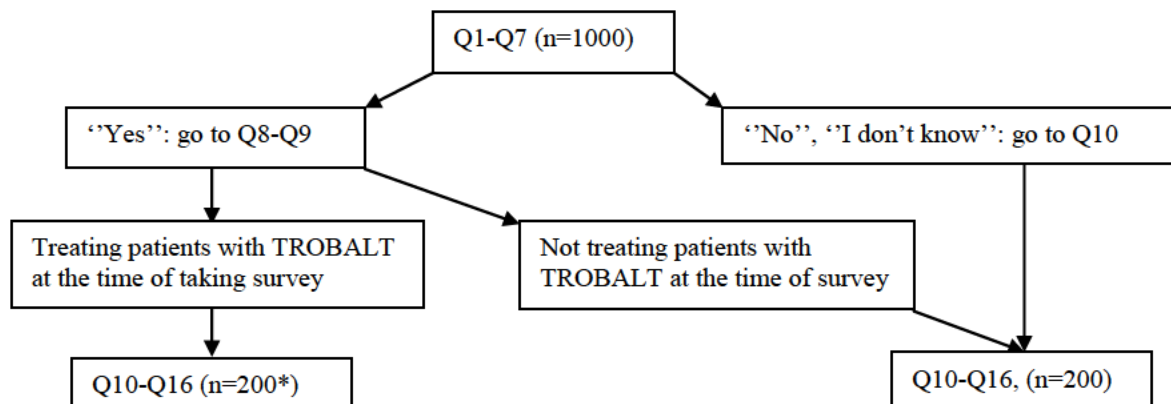 Q1-Q7 (n=1000)
‘’Yes’’: go to Q8-Q9
‘’No’’, ‘’I don’t know’’: go to Q10
Treating patients with TROBALT
at the time of taking survey
Not treating patients with
TROBALT at the time of survey
Q10-Q16 (n=200*)
Q10-Q16, (n=200)